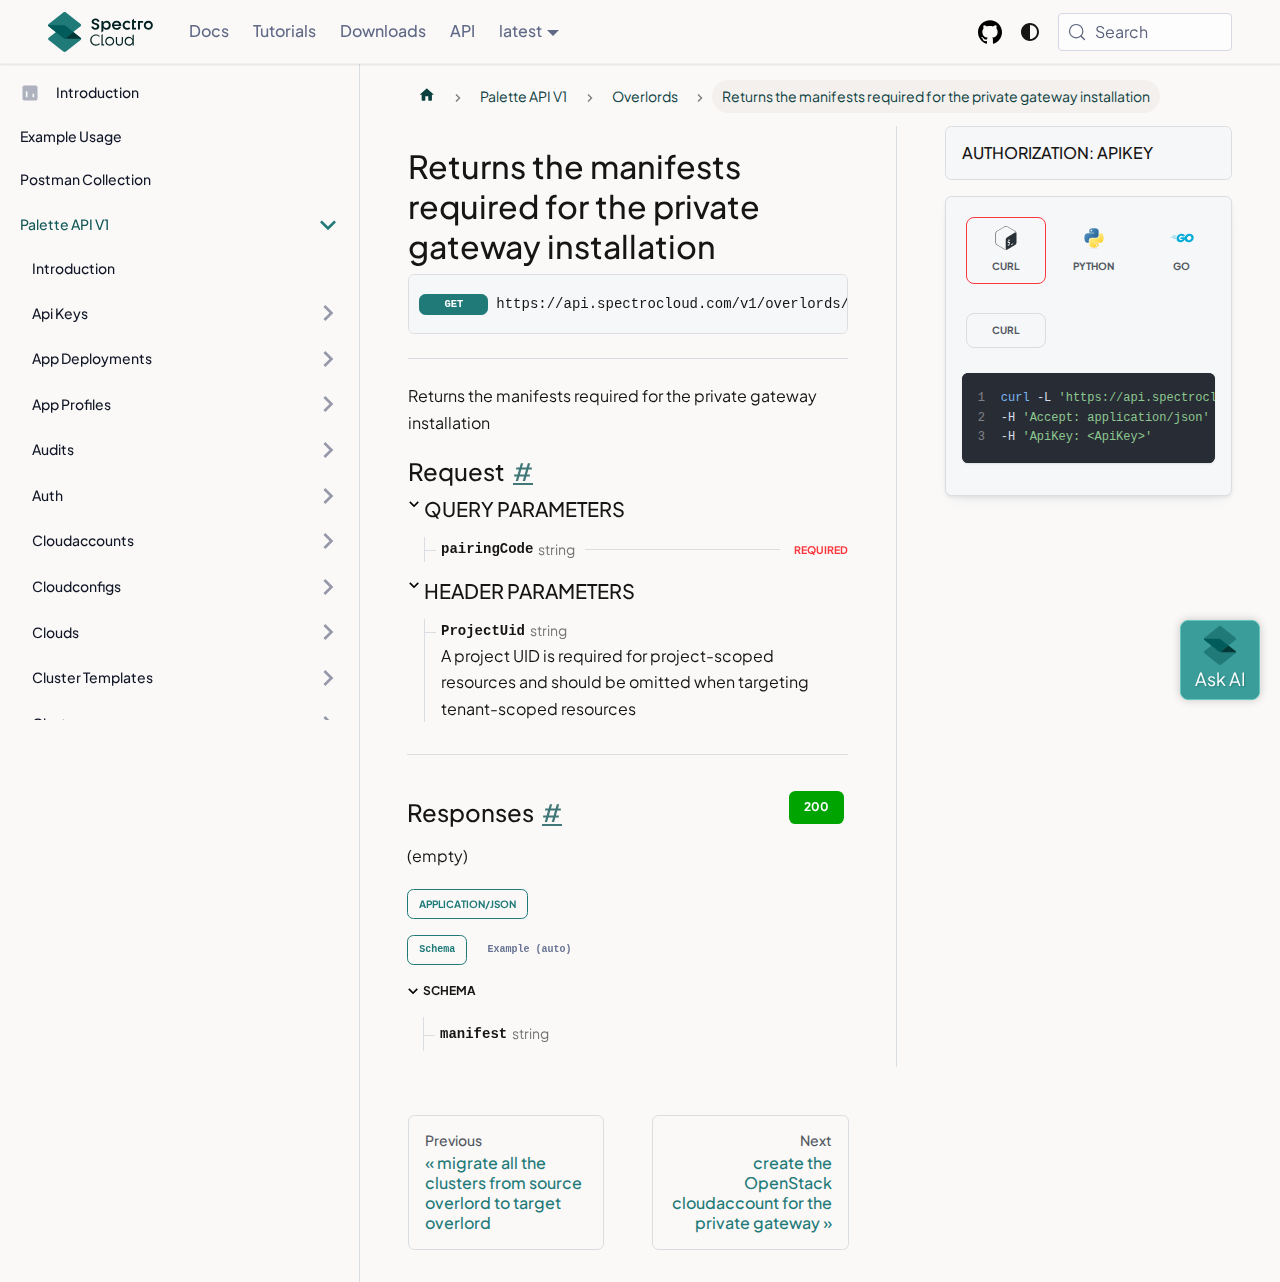 Spectro Cloud
Docs
Tutorials
Downloads
API
latest
Search
Introduction
Example Usage
Postman Collection
Palette API V1
Introduction
Api Keys
App Deployments
App Profiles
Audits
Auth
Cloudaccounts
Cloudconfigs
Clouds
Cluster Templates
Palette API V1
Overlords
Returns the manifests required for the private gateway installation
Returns the manifests
required for the private
gateway installation
GET https://api.spectrocloud.com/v1/overlords/
Returns the manifests required for the private gateway
installation
Request #
QUERY PARAMETERS
pairingCode string REQUIRED
HEADER PARAMETERS
ProjectUid string
A project UID is required for project-scoped
resources and should be omitted when targeting
tenant-scoped resources
Responses #
200
(empty)
APPLICATION/JSON
Schema Example (auto)
SCHEMA
manifest string
Previous
« migrate all the
clusters from source
overlord to target
overlord
Next
create the
OpenStack
cloudaccount for the
private gateway »
AUTHORIZATION: APIKEY
CURL PYTHON GO
CURL
1 curl -L 'https://api.spectrocl
2 -H 'Accept: application/json'
3 -H 'ApiKey: <ApiKey>'
Ask AI